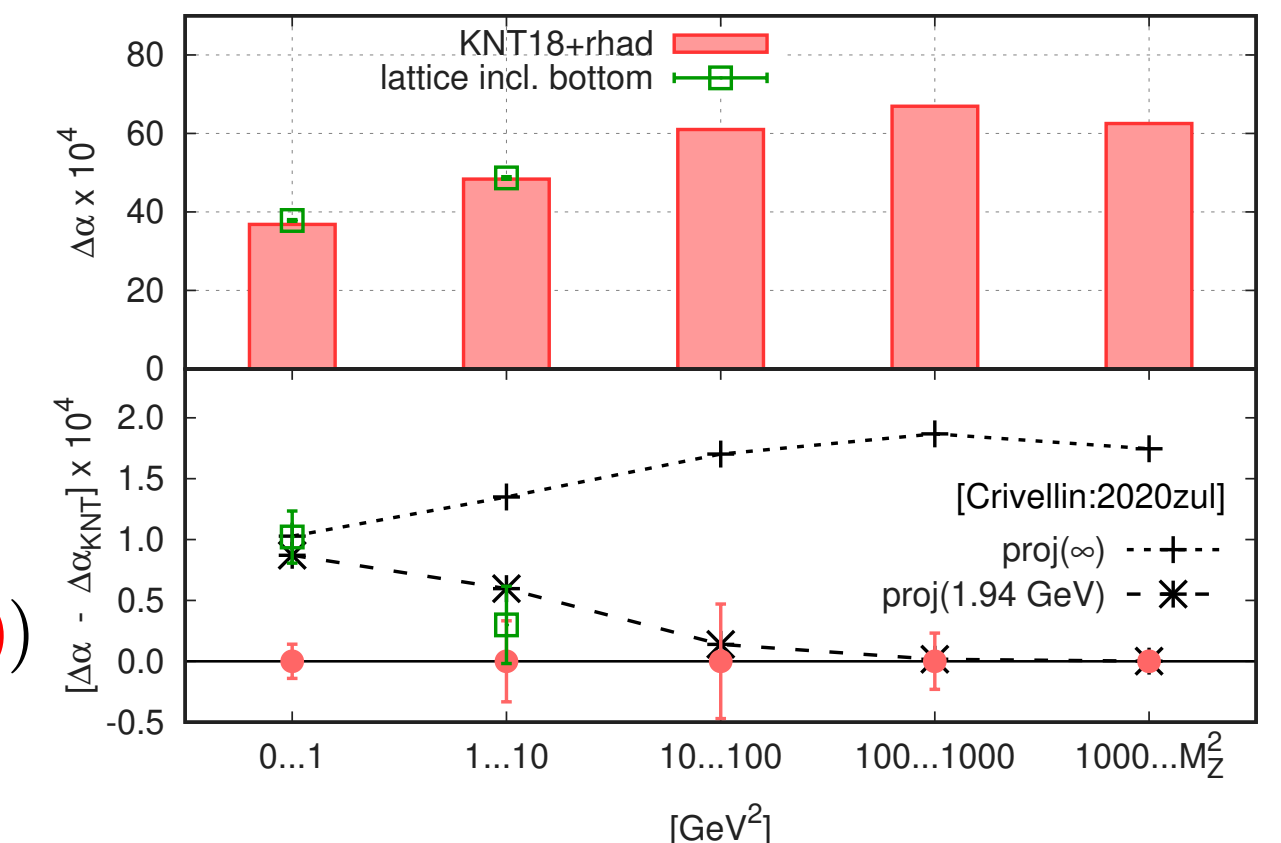 KNT18+rhad
lattice incl. bottom
Δα x 10^4
80
60
40
20
0
[Δα - Δα_KNT] x 10^4
2.0
1.5
1.0
0.5
0.0
-0.5
[Crivellin:2020zul]
proj(∞)
proj(1.94 GeV)
)
0...1 1...10 10...100 100...1000 1000...M_Z^2
[GeV^2]